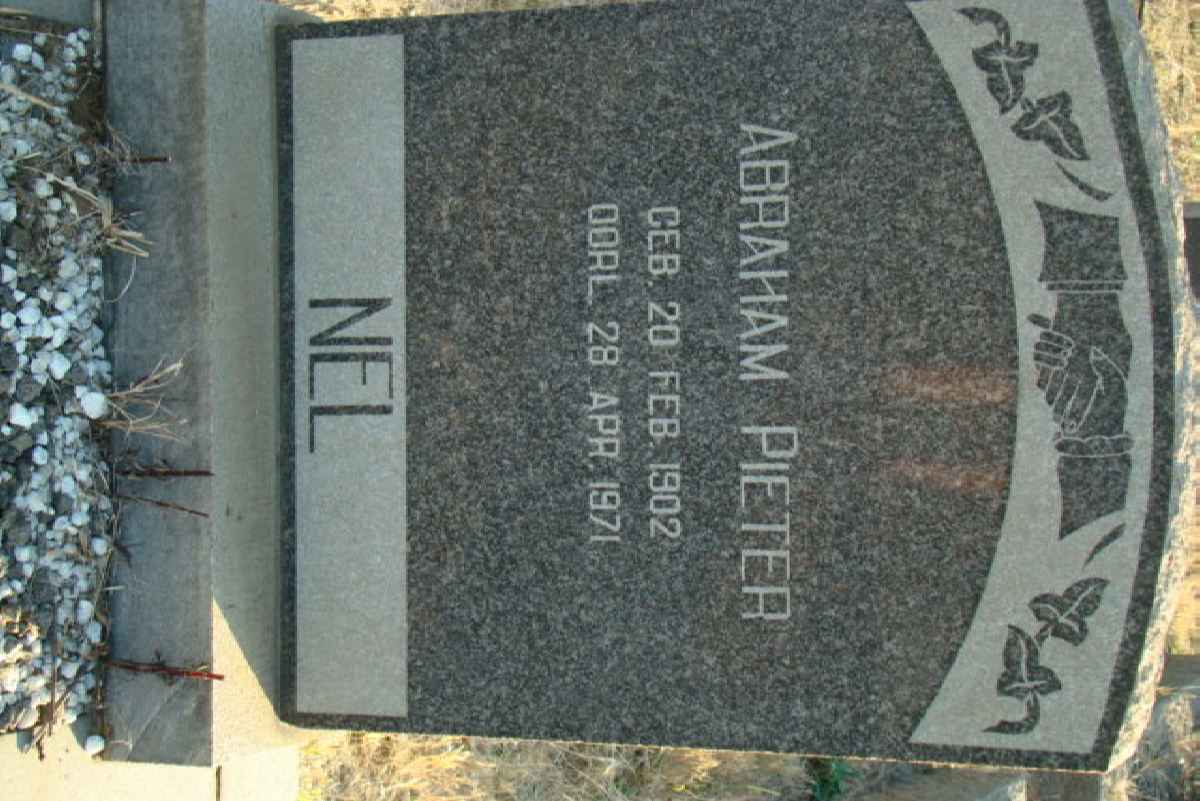 ABRAHAM PIETER
GEB. 20 FEB. 1902
OORL. 28 APR. 1971
NEL